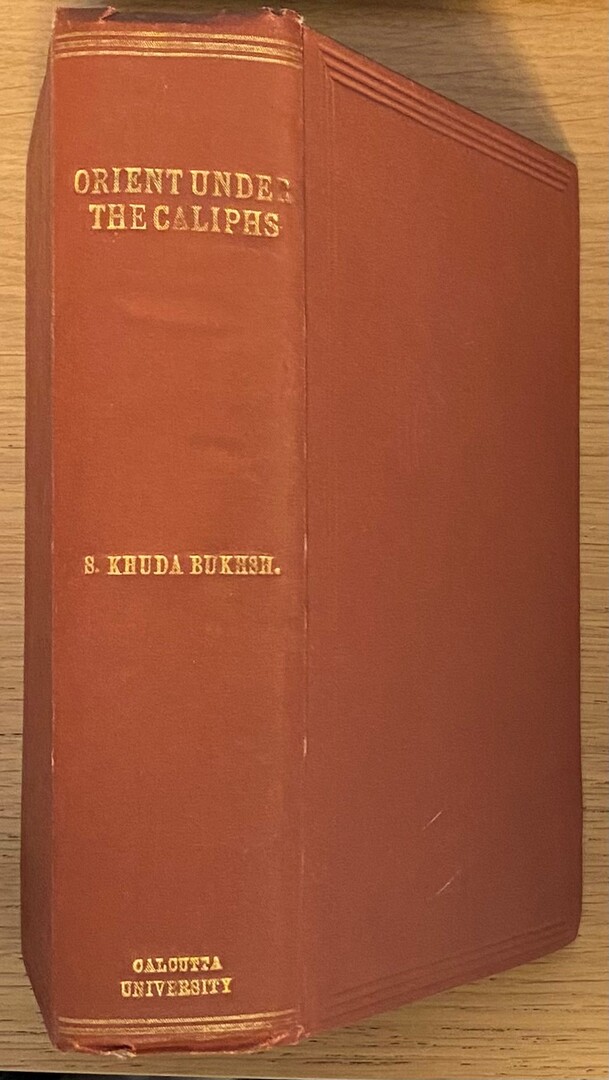 ORIENT UNDER
THE CALIPHS
S. KHUDA BUKHSH.
CALCUTTA
UNIVERSITY